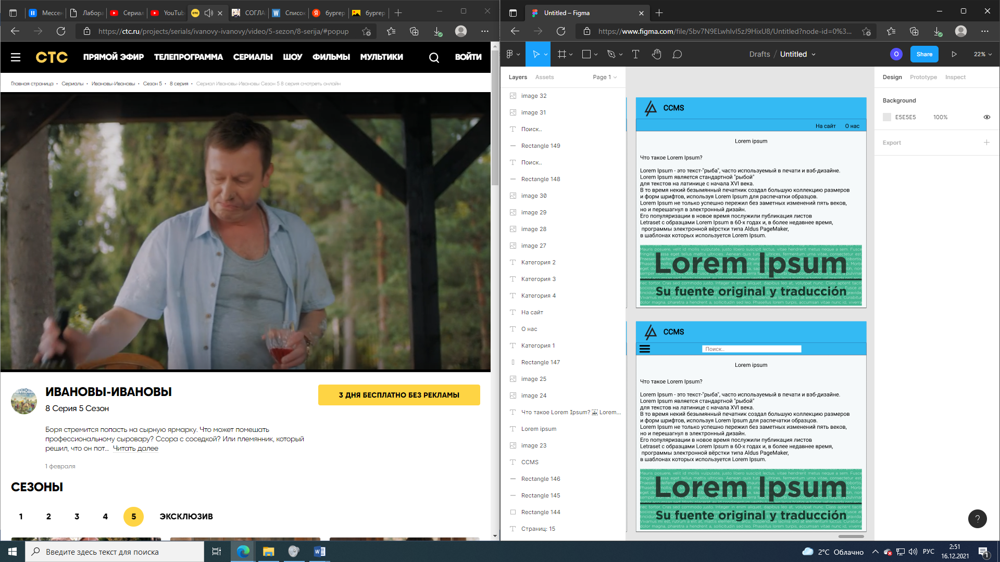 Мессен
Лабора
Сериал
YouTub
СТС
СОГЛА
Списо
бургер
бургер
https://ctc.ru/projects/serials/ivanovy-ivanovy/video/5-sezon/8-serija/#popup
СТС
ПРЯМОЙ ЭФИР
ТЕЛЕПРОГРАММА
СЕРИАЛЫ
ШОУ
ФИЛЬМЫ
МУЛЬТИКИ
ВОЙТИ
Главная страница • Сериалы • Ивановы-Ивановы • Сезон 5 • 8 серия • Сериал Ивановы-Ивановы Сезон 5 8 серия смотреть онлайн
ИВАНОВЫ-ИВАНОВЫ
8 Серия 5 Сезон
3 ДНЯ БЕСПЛАТНО БЕЗ РЕКЛАМЫ
Боря стремится попасть на сырную ярмарку. Что может помешать
профессиональному сыровару? Ссора с соседкой? Или племянник, который
решил, что он пот... Читать далее
1 февраля
СЕЗОНЫ
1 2 3 4 5 ЭКСКЛЮЗИВ
Untitled – Figma
https://www.figma.com/file/5bv7N9ELwhlvI5zJ9HixU8/Untitled?node-id=0%3...
Drafts / Untitled
O
Share
22%
Layers
Assets
Page 1
image 32
image 31
Поиск..
Rectangle 149
Поиск..
Rectangle 148
image 30
image 29
image 28
image 27
Категория 2
Категория 3
Категория 4
На сайт
О нас
Категория 1
Rectangle 147
image 25
image 24
Что такое Lorem Ipsum? Lorem...
Lorem ipsum
image 23
CCMS
Rectangle 146
Rectangle 145
Rectangle 144
Страниц: 15
CCMS
На сайт
О нас
Lorem ipsum
Что такое Lorem Ipsum?
Lorem Ipsum - это текст-"рыба", часто используемый в печати и вэб-дизайне.
Lorem Ipsum является стандартной "рыбой"
для текстов на латинице с начала XVI века.
В то время некий безымянный печатник создал большую коллекцию размеров
и форм шрифтов, используя Lorem Ipsum для распечатки образцов.
Lorem Ipsum не только успешно пережил без заметных изменений пять веков,
но и перешагнул в электронный дизайн.
Его популяризации в новое время послужили публикация листов
Letraset с образцами Lorem Ipsum в 60-х годах и, в более недавнее время,
программы электронной вёрстки типа Aldus PageMaker,
в шаблонах которых используется Lorem Ipsum.
Lorem Ipsum
Su fuente original y traducción
CCMS
Поиск..
Lorem ipsum
Что такое Lorem Ipsum?
Lorem Ipsum - это текст-"рыба", часто используемый в печати и вэб-дизайне.
Lorem Ipsum является стандартной "рыбой"
для текстов на латинице с начала XVI века.
В то время некий безымянный печатник создал большую коллекцию размеров
и форм шрифтов, используя Lorem Ipsum для распечатки образцов.
Lorem Ipsum не только успешно пережил без заметных изменений пять веков,
но и перешагнул в электронный дизайн.
Его популяризации в новое время послужили публикация листов
Letraset с образцами Lorem Ipsum в 60-х годах и, в более недавнее время,
программы электронной вёрстки типа Aldus PageMaker,
в шаблонах которых используется Lorem Ipsum.
Lorem Ipsum
Su fuente original y traducción
Design
Prototype
Inspect
Background
E5E5E5
100%
Export
?
Введите здесь текст для поиска
2°C Облачно
РУС
2:51
16.12.2021
1